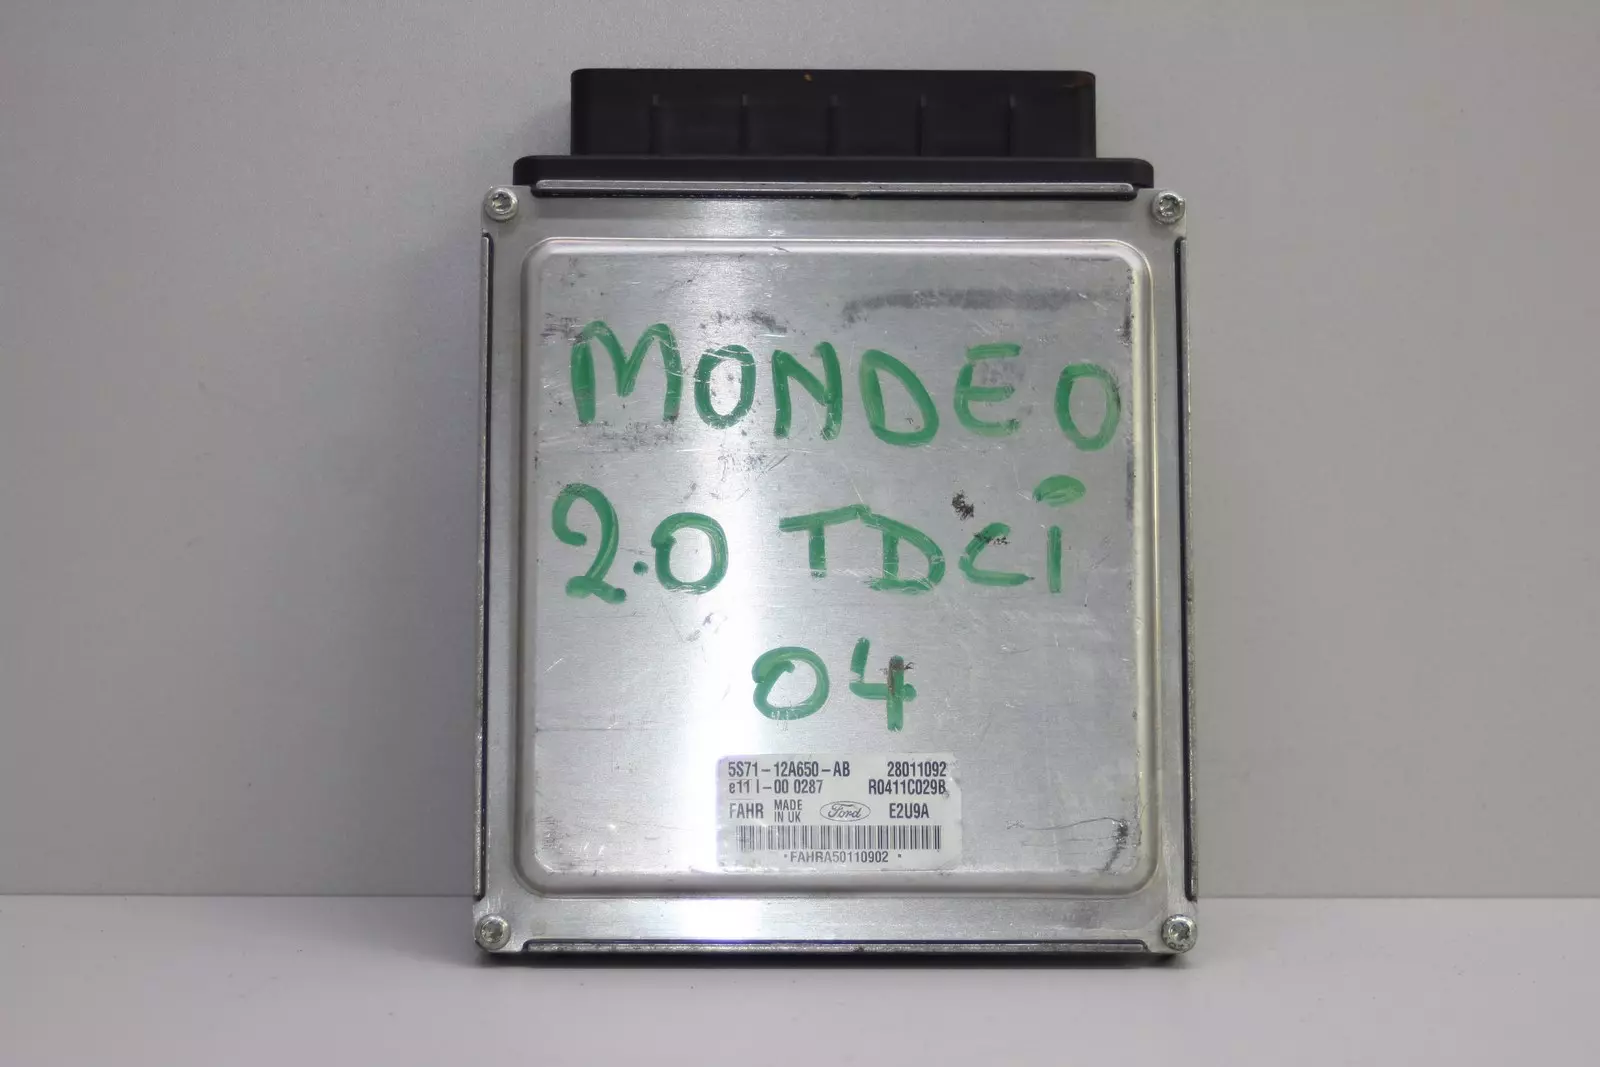 MONDEO
2.0 TDCi
04
5S71-12A650-AB 28011092
e11 I-00 0287 R0411C029B
FAHR MADE IN UK Ford E2U9A
*FAHRA50110902*